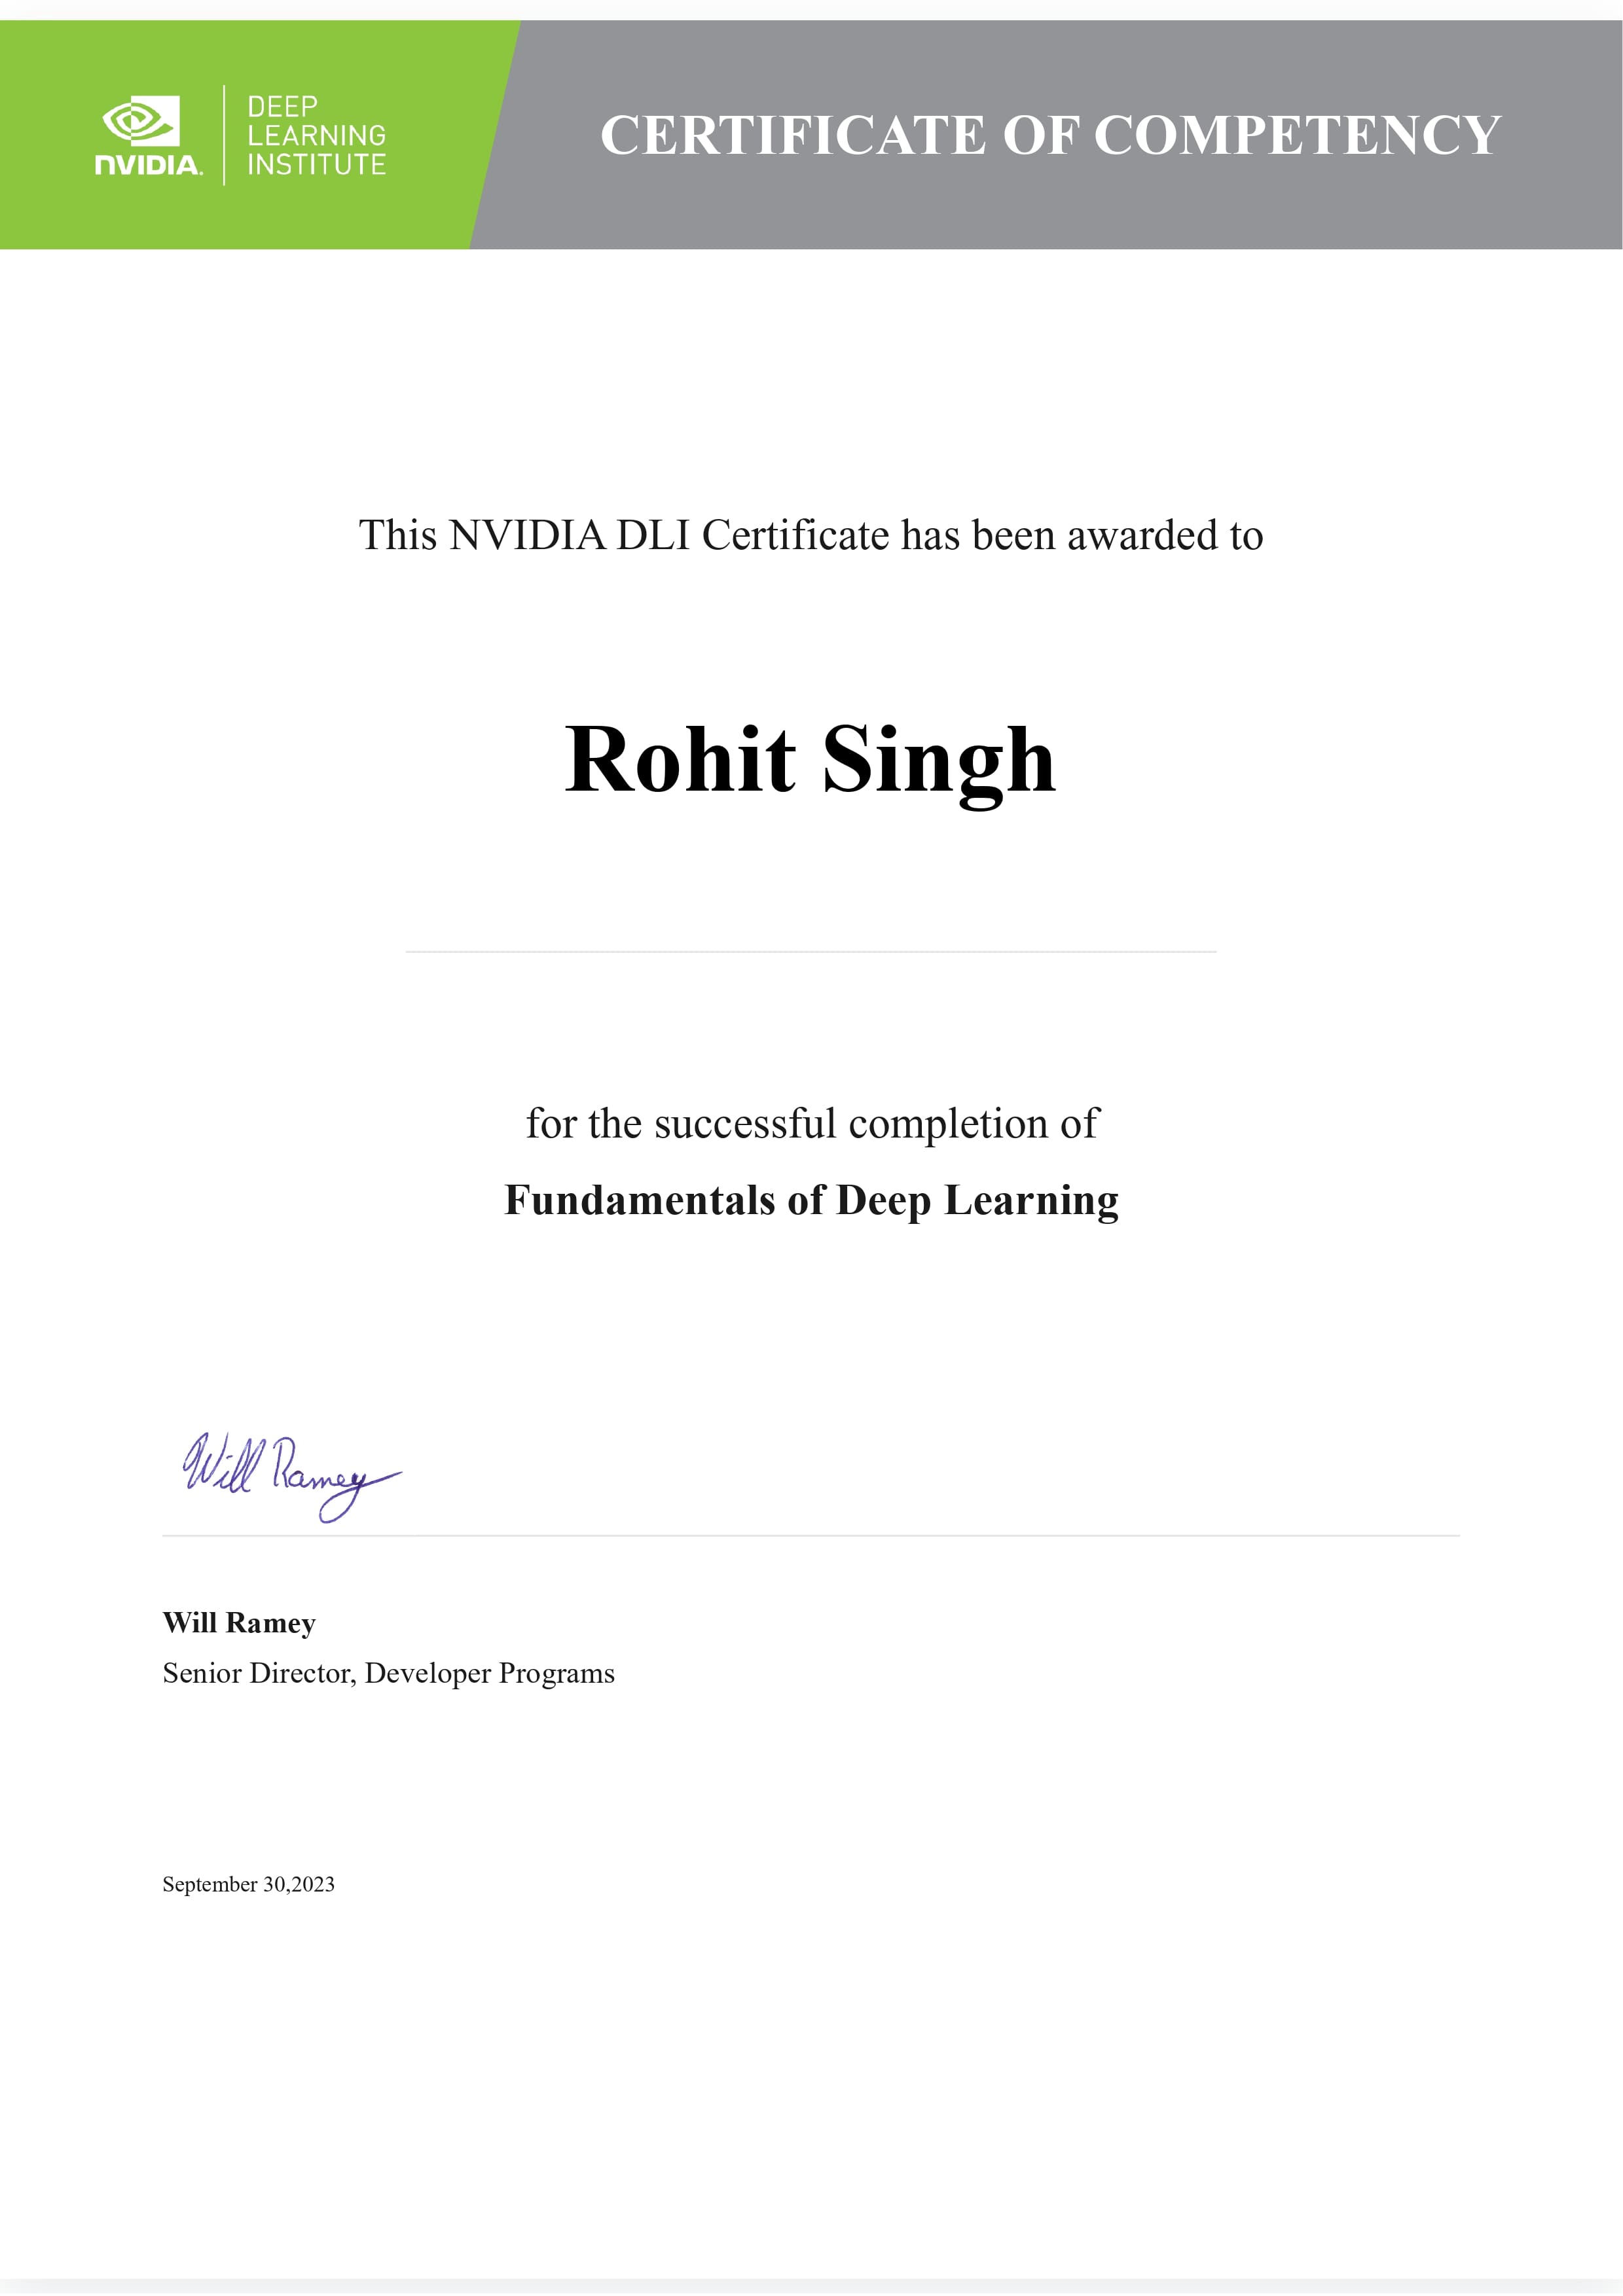 NVIDIA.
DEEP
LEARNING
INSTITUTE
CERTIFICATE OF COMPETENCY
This NVIDIA DLI Certificate has been awarded to
Rohit Singh
for the successful completion of
Fundamentals of Deep Learning
Will Ramey
Will Ramey
Senior Director, Developer Programs
September 30,2023